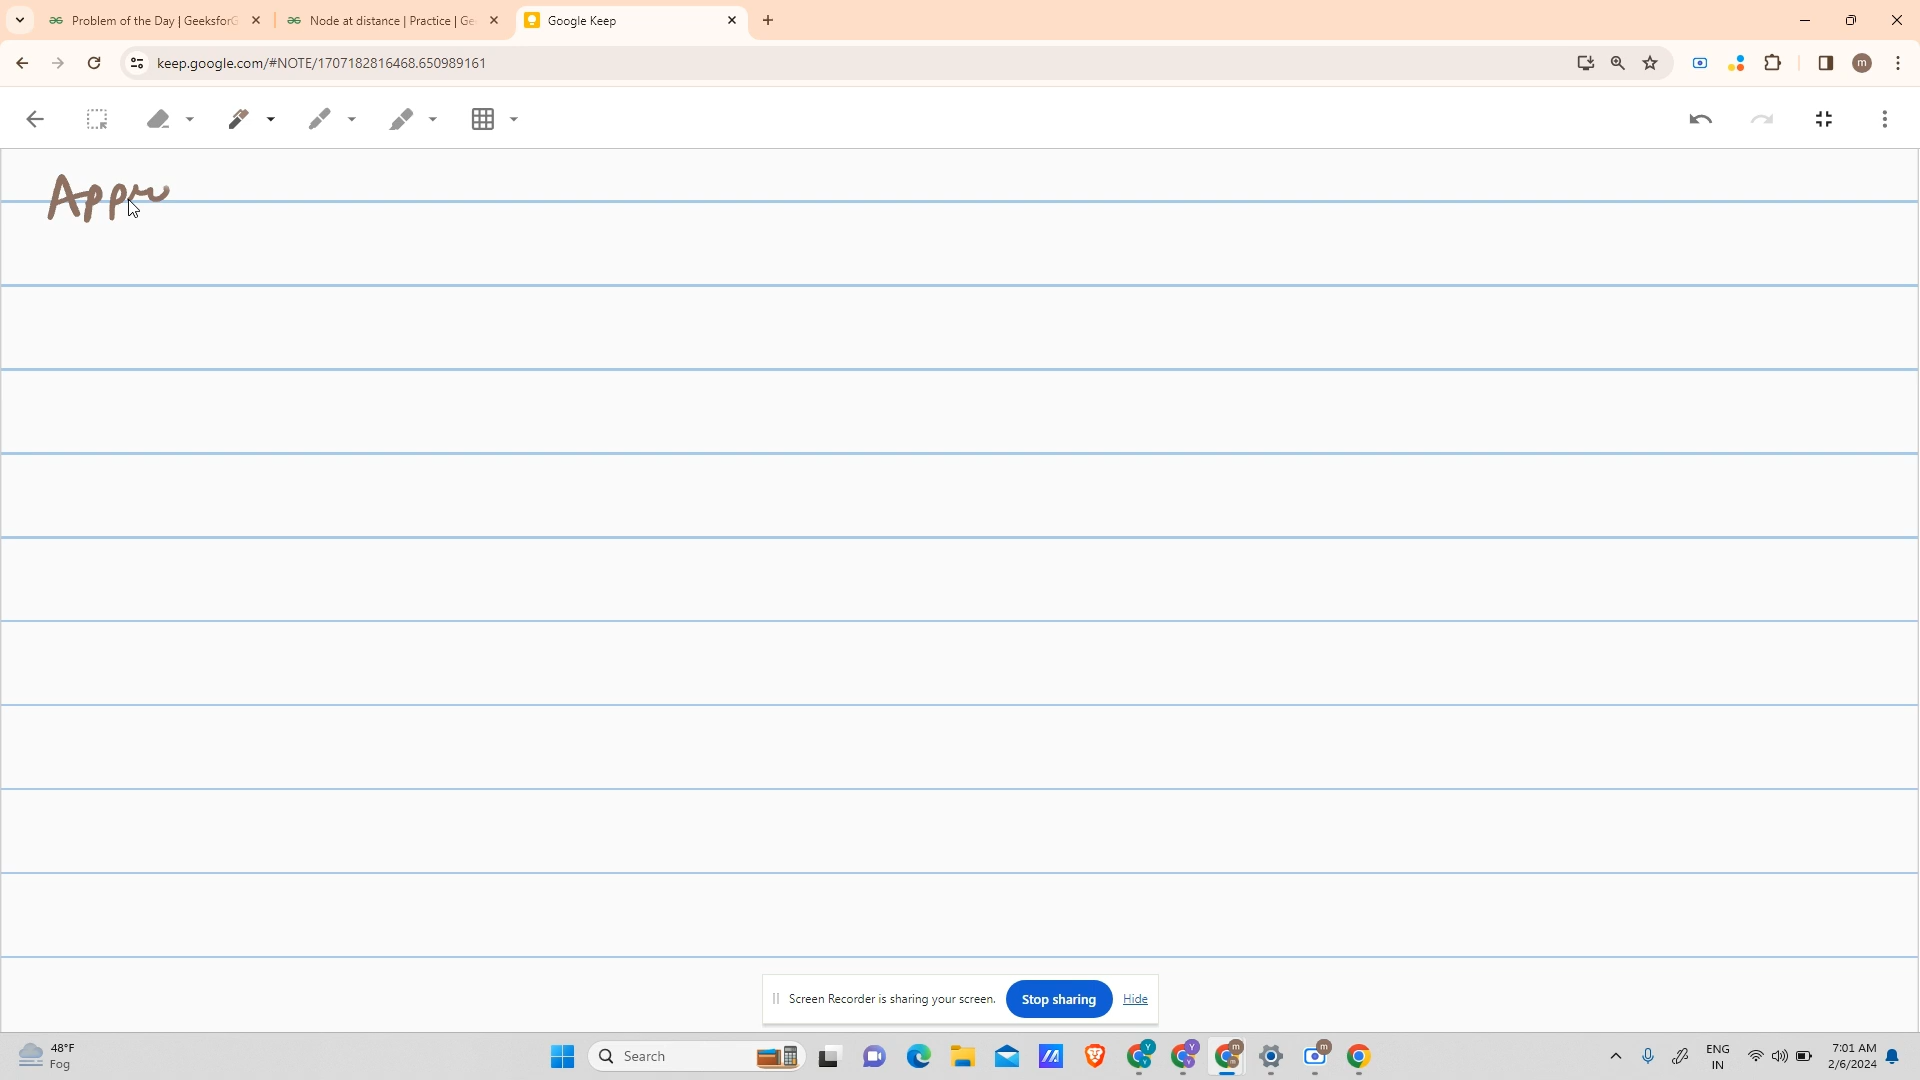 Problem of the Day | GeeksforG
Node at distance | Practice | Ge
Google Keep
keep.google.com/#NOTE/1707182816468.650989161
m
Appro
Screen Recorder is sharing your screen.
Stop sharing
Hide
48°F
Fog
Search
ENG
IN
7:01 AM
2/6/2024